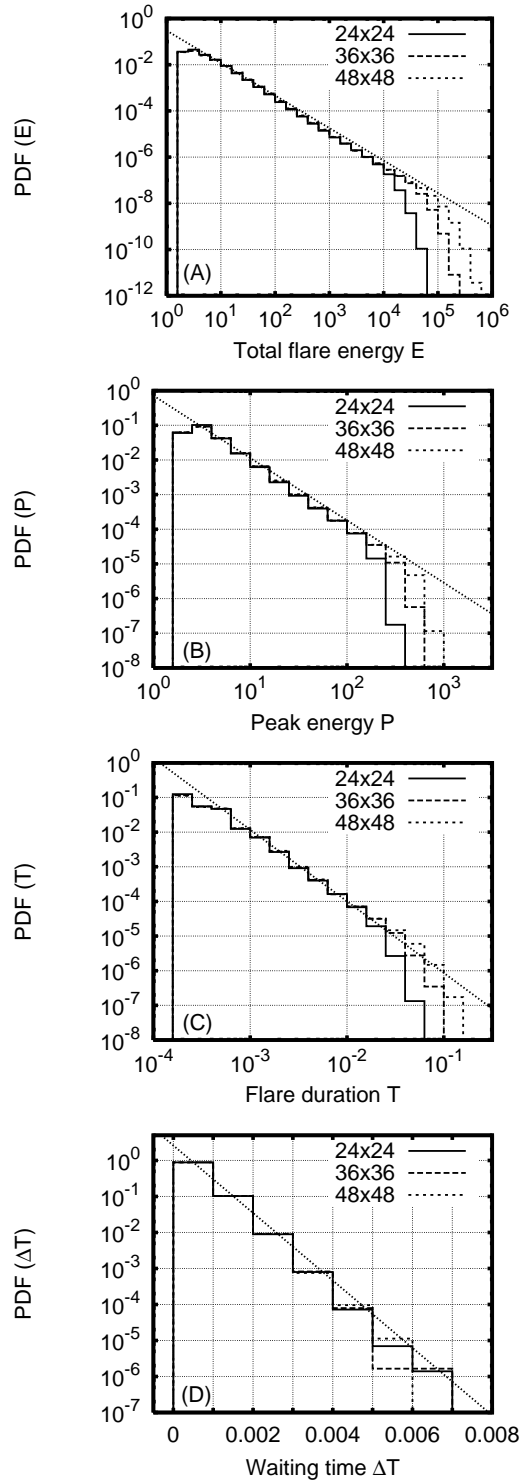 10^0
10^-2
10^-4
10^-6
10^-8
10^-10
10^-12
PDF (E)
24x24
36x36
48x48
(A)
10^0 10^1 10^2 10^3 10^4 10^5 10^6
Total flare energy E
10^0
10^-1
10^-2
10^-3
10^-4
10^-5
10^-6
10^-7
10^-8
PDF (P)
24x24
36x36
48x48
(B)
10^0 10^1 10^2 10^3
Peak energy P
10^0
10^-1
10^-2
10^-3
10^-4
10^-5
10^-6
10^-7
10^-8
PDF (T)
24x24
36x36
48x48
(C)
10^-4 10^-3 10^-2 10^-1
Flare duration T
10^0
10^-1
10^-2
10^-3
10^-4
10^-5
10^-6
10^-7
PDF (ΔT)
24x24
36x36
48x48
(D)
0 0.002 0.004 0.006 0.008
Waiting time ΔT